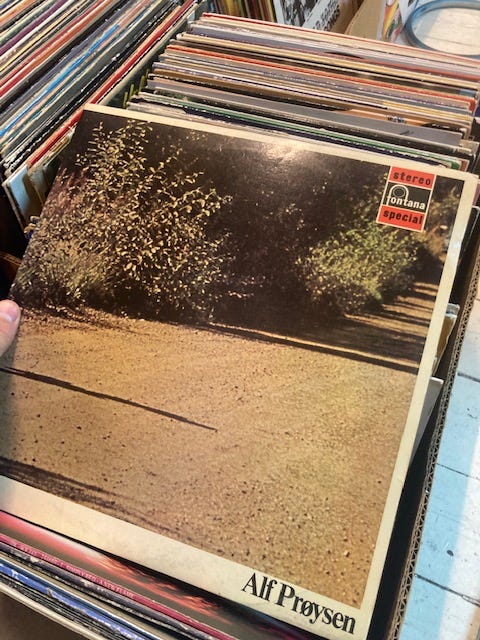 stereo
fontana
special
Alf Prøysen